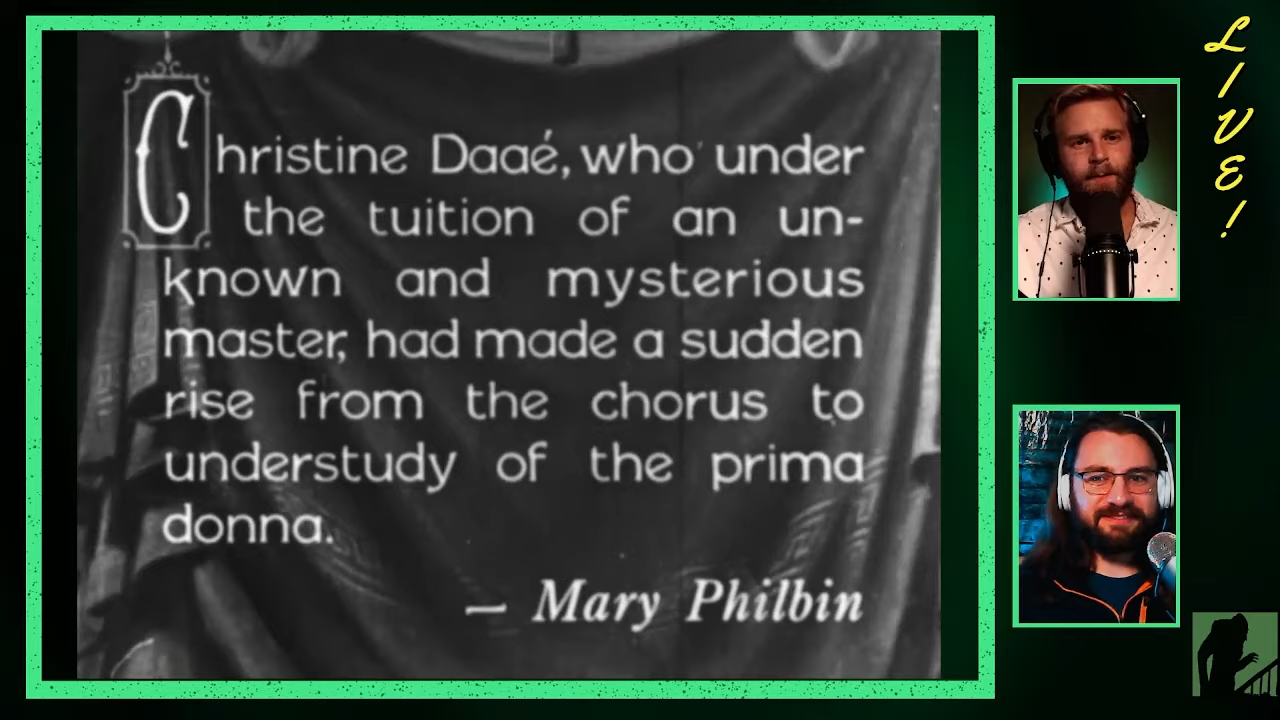 Christine Daaé, who under
the tuition of an un-
known and mysterious
master, had made a sudden
rise from the chorus to
understudy of the prima
donna.
— Mary Philbin
LIVE!